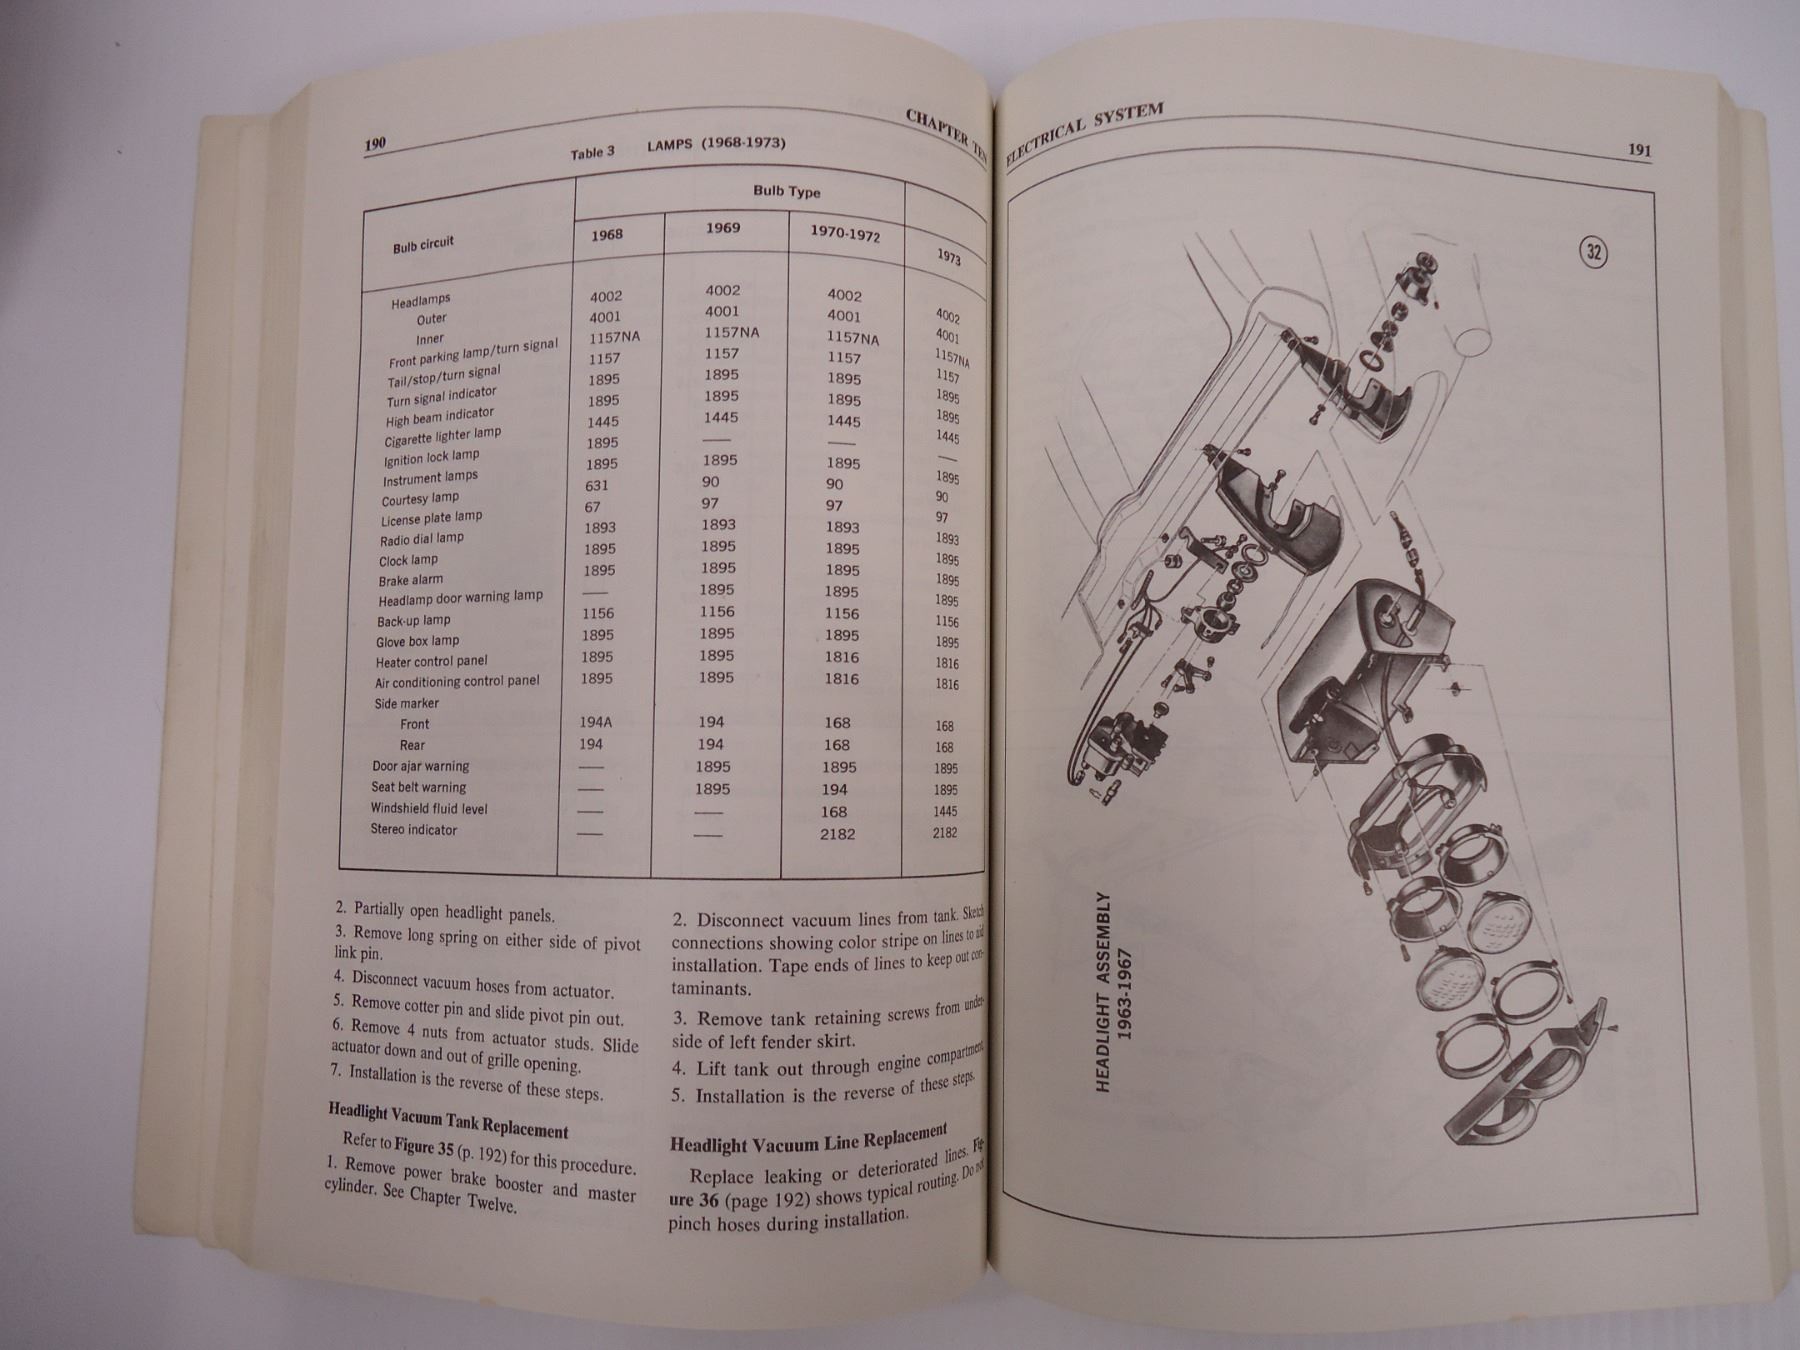 190
CHAPTER TEN
Table 3 LAMPS (1968-1973)
Bulb circuit Bulb Type
1968 1969 1970-1972 1973
Headlamps
Outer 4002 4002 4002 4002
Inner 4001 4001 4001 4001
Front parking lamp/turn signal 1157NA 1157NA 1157NA 1157NA
Tail/stop/turn signal 1157 1157 1157 1157
Turn signal indicator 1895 1895 1895 1895
High beam indicator 1895 1895 1895 1895
Cigarette lighter lamp 1445 1445 1445 1445
Ignition lock lamp 1895 — — —
Instrument lamps 1895 1895 1895 1895
Courtesy lamp 631 90 90 90
License plate lamp 67 97 97 97
Radio dial lamp 1893 1893 1893 1893
Clock lamp 1895 1895 1895 1895
Brake alarm 1895 1895 1895 1895
Headlamp door warning lamp — 1895 1895 1895
Back-up lamp 1156 1156 1156 1156
Glove box lamp 1895 1895 1895 1895
Heater control panel 1895 1895 1816 1816
Air conditioning control panel 1895 1895 1816 1816
Side marker
Front 194A 194 168 168
Rear 194 194 168 168
Door ajar warning — 1895 1895 1895
Seat belt warning — 1895 194 1895
Windshield fluid level — — 168 1445
Stereo indicator — — 2182 2182
2. Partially open headlight panels.
3. Remove long spring on either side of pivot
link pin.
4. Disconnect vacuum hoses from actuator.
5. Remove cotter pin and slide pivot pin out.
6. Remove 4 nuts from actuator studs. Slide
actuator down and out of grille opening.
7. Installation is the reverse of these steps.
Headlight Vacuum Tank Replacement
Refer to Figure 35 (p. 192) for this procedure.
1. Remove power brake booster and master
cylinder. See Chapter Twelve.
2. Disconnect vacuum lines from tank. Sketch
connections showing color stripe on lines to aid
installation. Tape ends of lines to keep out con-
taminants.
3. Remove tank retaining screws from under-
side of left fender skirt.
4. Lift tank out through engine compartment.
5. Installation is the reverse of these steps.
Headlight Vacuum Line Replacement
Replace leaking or deteriorated lines. Fig-
ure 36 (page 192) shows typical routing. Do not
pinch hoses during installation.
ELECTRICAL SYSTEM
191
32
HEADLIGHT ASSEMBLY
1963-1967